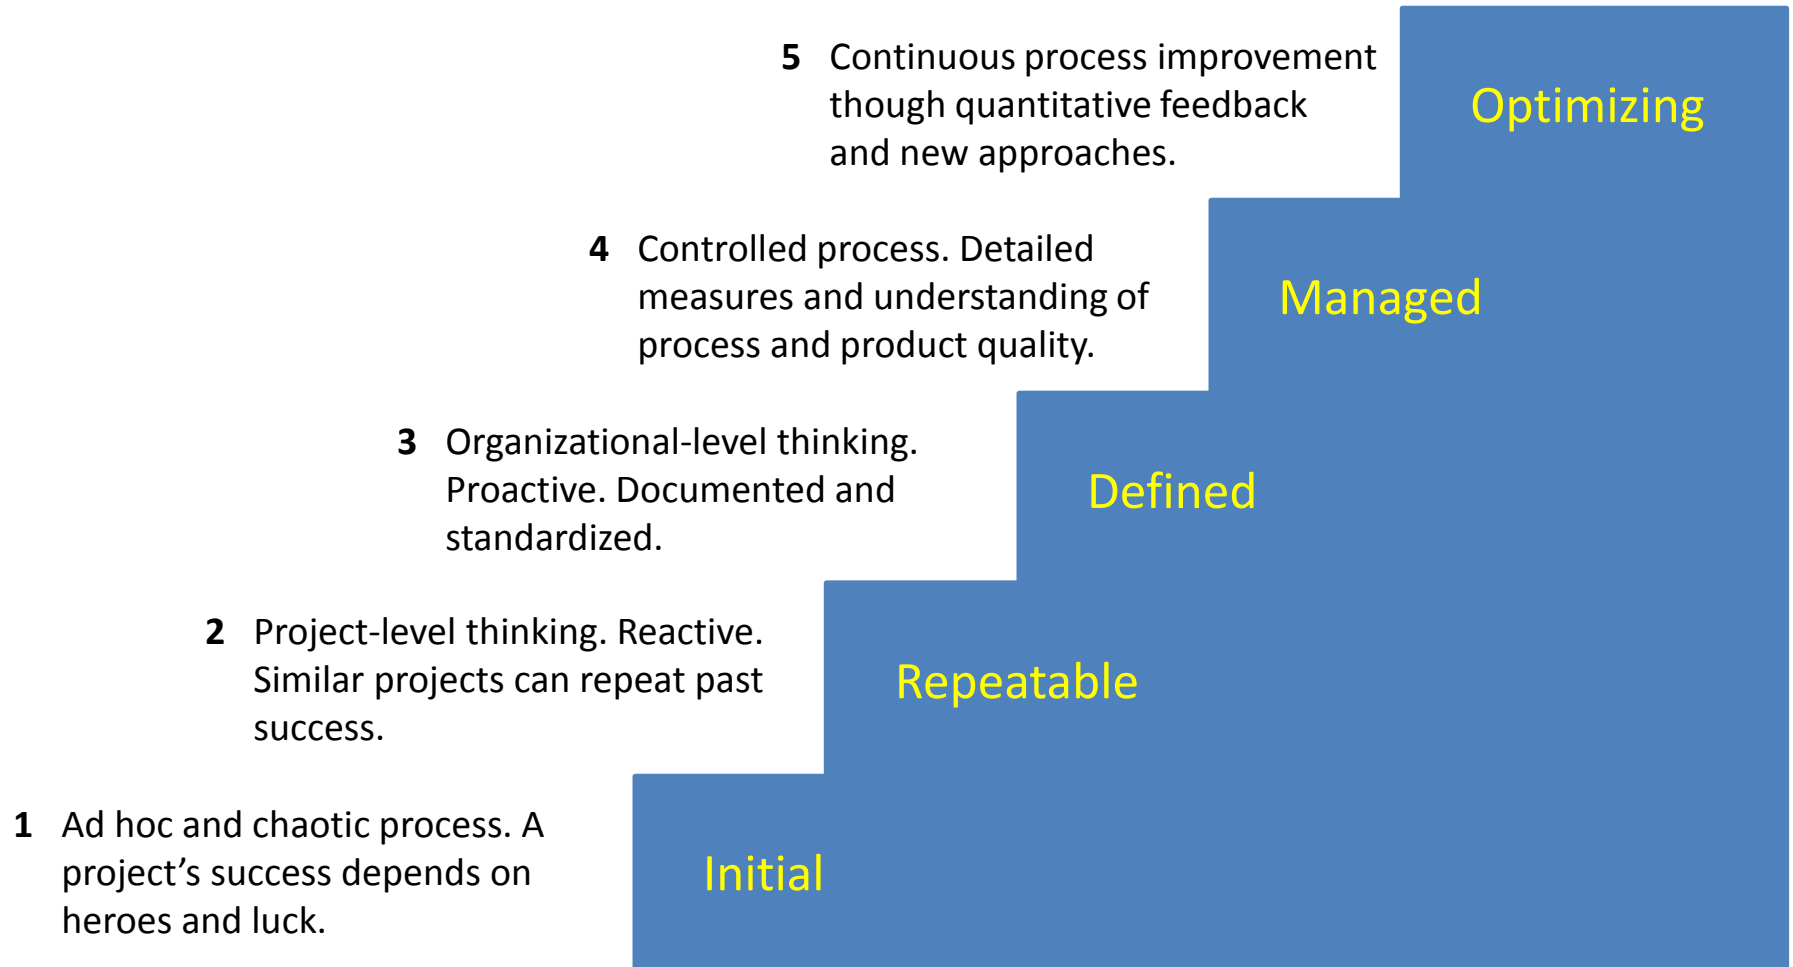 5 Continuous process improvement
though quantitative feedback
and new approaches.
Optimizing
4 Controlled process. Detailed
measures and understanding of
process and product quality.
Managed
3 Organizational-level thinking.
Proactive. Documented and
standardized.
Defined
2 Project-level thinking. Reactive.
Similar projects can repeat past
success.
Repeatable
1 Ad hoc and chaotic process. A
project’s success depends on
heroes and luck.
Initial